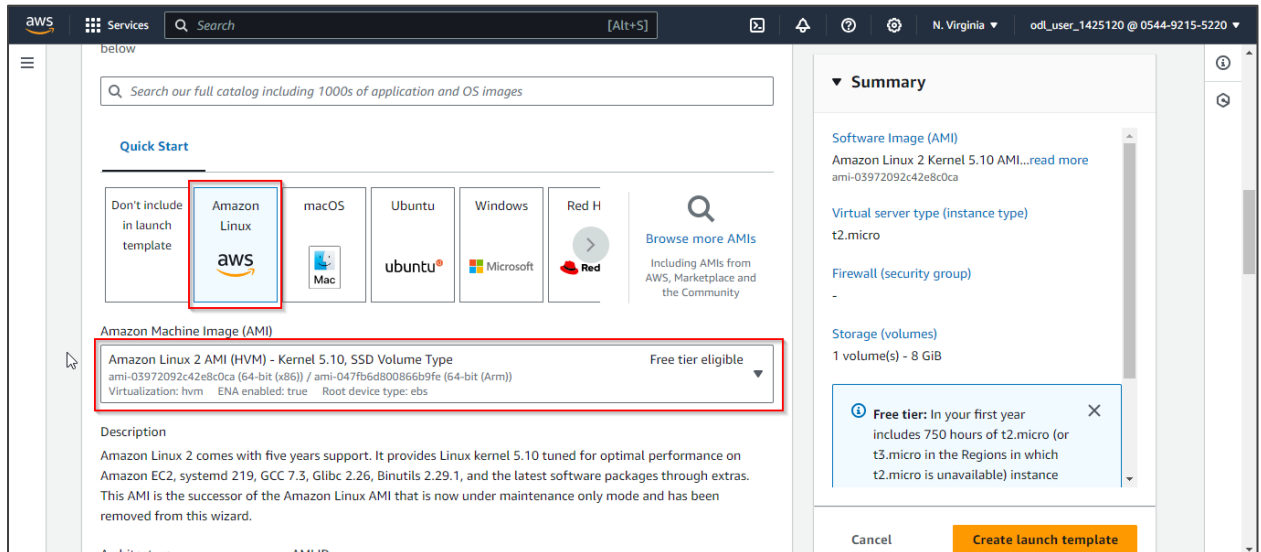 aws
Services
Search
[Alt+S]
N. Virginia
odl_user_1425120 @ 0544-9215-5220
below
Search our full catalog including 1000s of application and OS images
Quick Start
Don't include
in launch
template
Amazon
Linux
aws
macOS
Mac
Ubuntu
ubuntu®
Windows
Microsoft
Red H
Red
Browse more AMIs
Including AMIs from
AWS, Marketplace and
the Community
Amazon Machine Image (AMI)
Amazon Linux 2 AMI (HVM) - Kernel 5.10, SSD Volume Type
Free tier eligible
ami-03972092c42e8c0ca (64-bit (x86)) / ami-047fb6d800866b9fe (64-bit (Arm))
Virtualization: hvm ENA enabled: true Root device type: ebs
Description
Amazon Linux 2 comes with five years support. It provides Linux kernel 5.10 tuned for optimal performance on
Amazon EC2, systemd 219, GCC 7.3, Glibc 2.26, Binutils 2.29.1, and the latest software packages through extras.
This AMI is the successor of the Amazon Linux AMI that is now under maintenance only mode and has been
removed from this wizard.
Summary
Software Image (AMI)
Amazon Linux 2 Kernel 5.10 AMI...read more
ami-03972092c42e8c0ca
Virtual server type (instance type)
t2.micro
Firewall (security group)
-
Storage (volumes)
1 volume(s) - 8 GiB
Free tier: In your first year
includes 750 hours of t2.micro (or
t3.micro in the Regions in which
t2.micro is unavailable) instance
Cancel
Create launch template